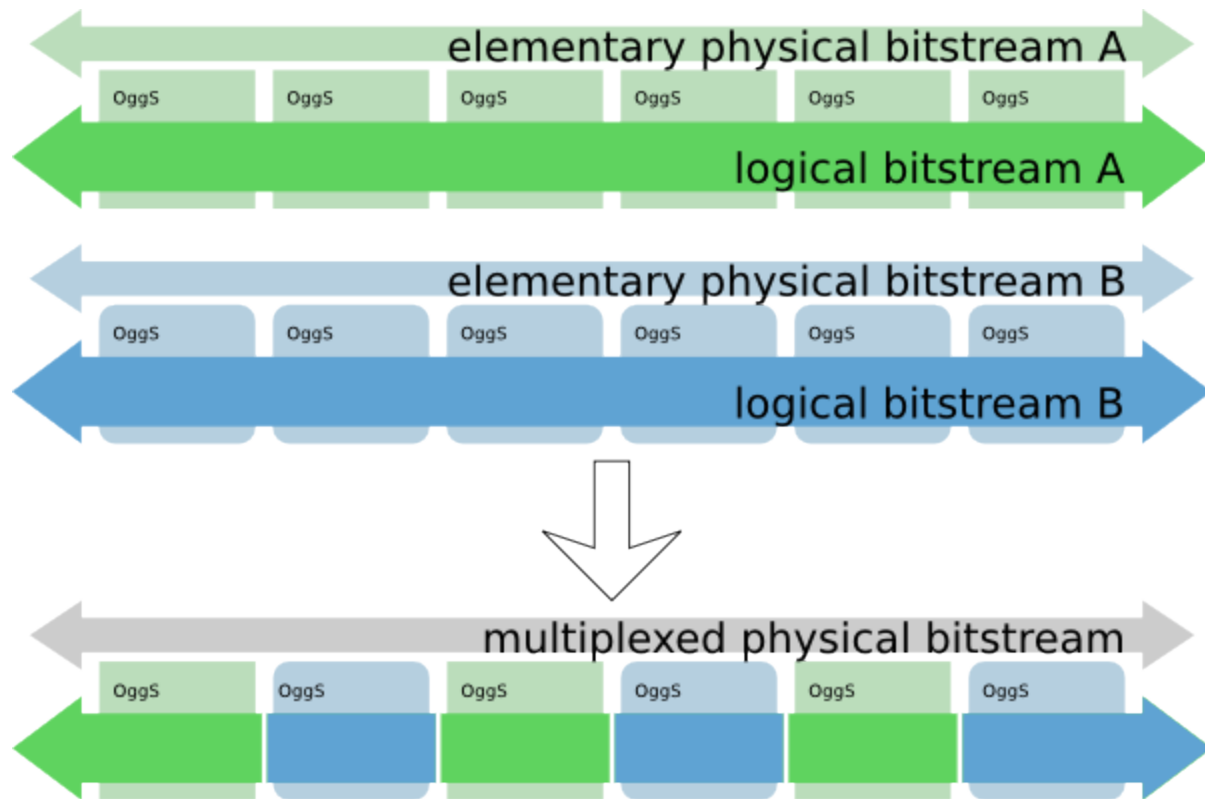 elementary physical bitstream A
OggS OggS OggS OggS OggS OggS
logical bitstream A
elementary physical bitstream B
OggS OggS OggS OggS OggS OggS
logical bitstream B
multiplexed physical bitstream
OggS OggS OggS OggS OggS OggS